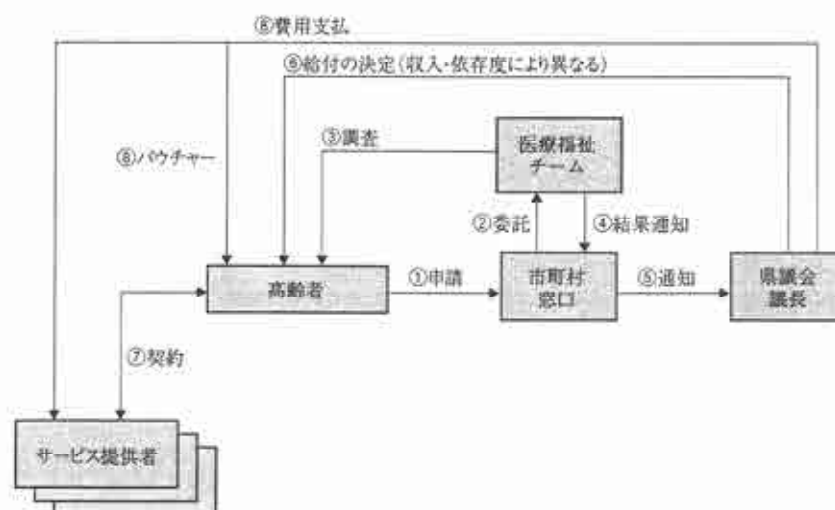 ⑧費用支払
⑥給付の決定(収入・依存度により異なる)
③調査
医療福祉
チーム
⑧バウチャー
②委託
④結果通知
高齢者
①申請
市町村
窓口
⑤通知
県議会
議長
⑦契約
サービス提供者